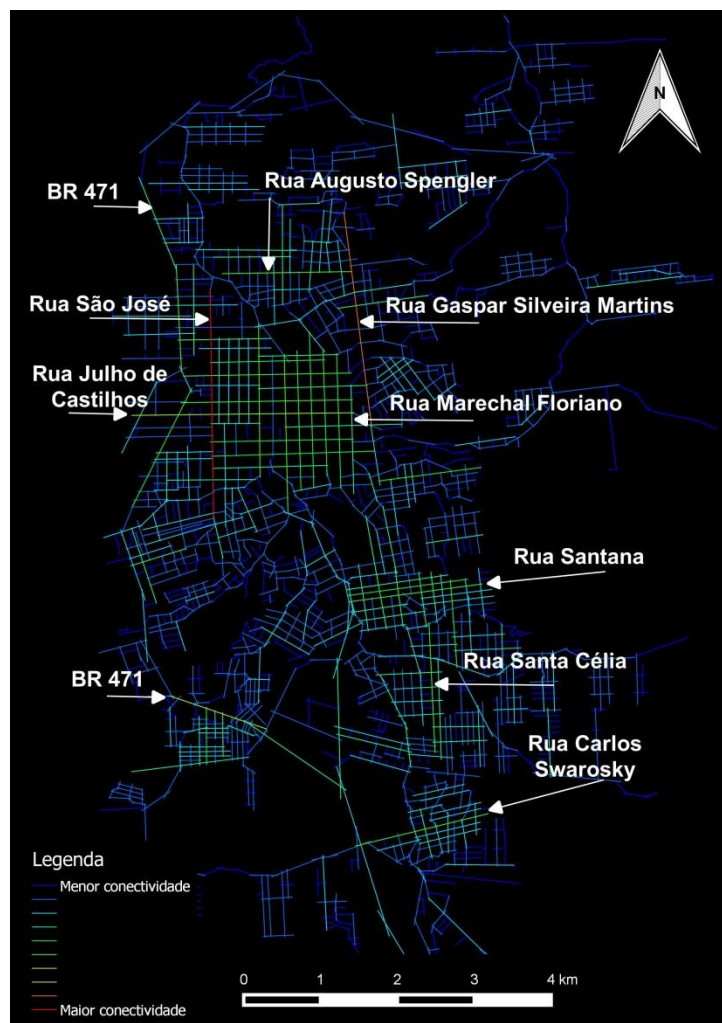 N
Rua Augusto Spengler
BR 471
Rua São José
Rua Gaspar Silveira Martins
Rua Julho de
Castilhos
Rua Marechal Floriano
Rua Santana
Rua Santa Célia
BR 471
Rua Carlos
Swarosky
Legenda
Menor conectividade
Maior conectividade
0 1 2 3 4 km